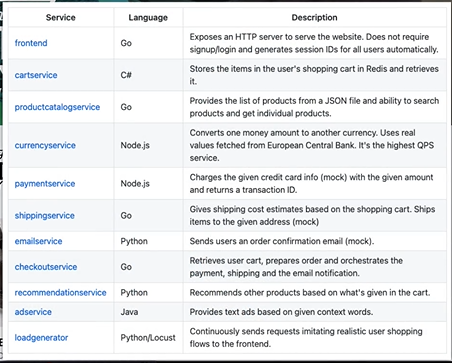 Service Language Description
frontend Go Exposes an HTTP server to serve the website. Does not require
signup/login and generates session IDs for all users automatically.
cartservice C# Stores the items in the user's shopping cart in Redis and retrieves
it.
productcatalogservice Go Provides the list of products from a JSON file and ability to search
products and get individual products.
currencyservice Node.js Converts one money amount to another currency. Uses real
values fetched from European Central Bank. It's the highest QPS
service.
paymentservice Node.js Charges the given credit card info (mock) with the given amount
and returns a transaction ID.
shippingservice Go Gives shipping cost estimates based on the shopping cart. Ships
items to the given address (mock)
emailservice Python Sends users an order confirmation email (mock).
checkoutservice Go Retrieves user cart, prepares order and orchestrates the
payment, shipping and the email notification.
recommendationservice Python Recommends other products based on what's given in the cart.
adservice Java Provides text ads based on given context words.
loadgenerator Python/Locust Continuously sends requests imitating realistic user shopping
flows to the frontend.